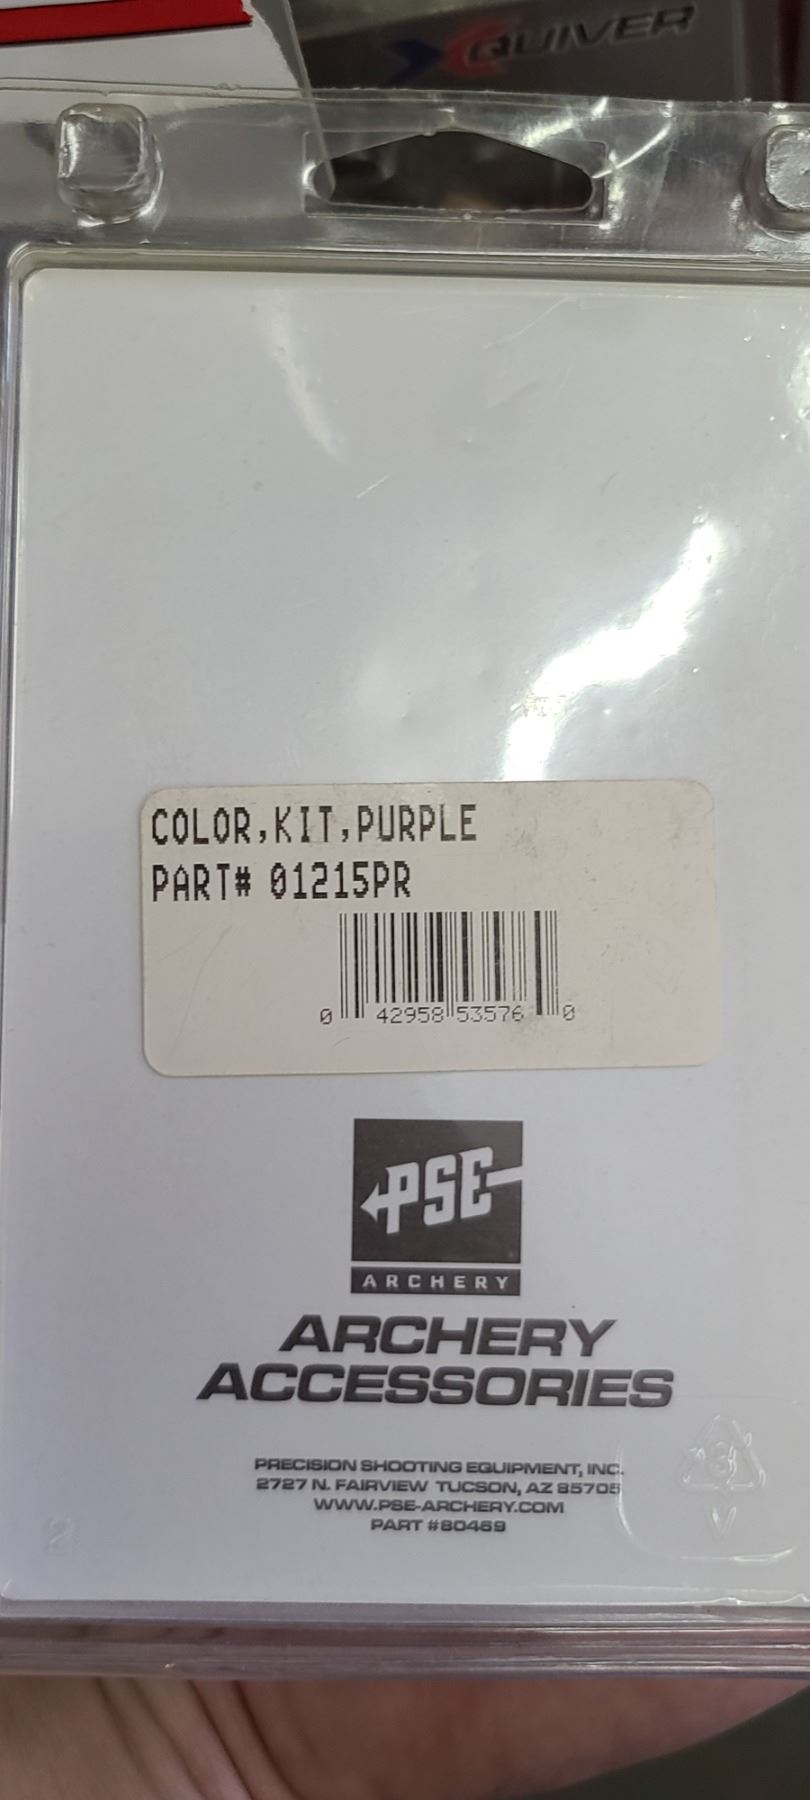 QUIVER
COLOR,KIT,PURPLE
PART# 01215PR
0 42958 53576 0
PSE
ARCHERY
ARCHERY
ACCESSORIES
PRECISION SHOOTING EQUIPMENT, INC.
2727 N. FAIRVIEW TUCSON, AZ 85705
WWW.PSE-ARCHERY.COM
PART #80469
3
V